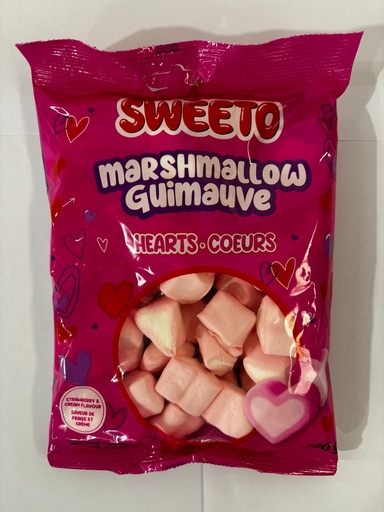 SWEETO
marshmallow
Guimauve
HEARTS · COEURS
STRAWBERRY &
CREAM FLAVOUR
SAVEUR DE
FRAISE ET
CRÈME